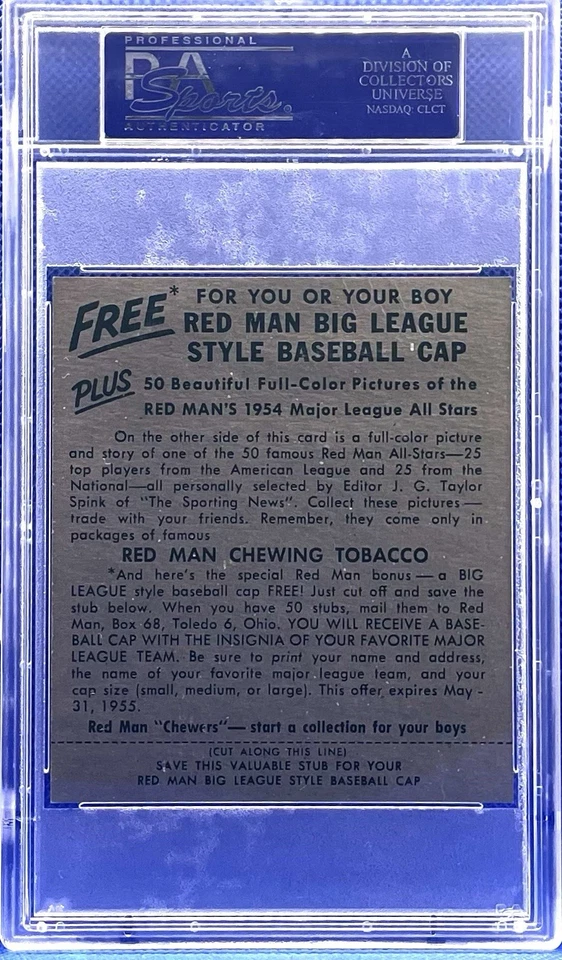 PROFESSIONAL
PSA
Sports®
AUTHENTICATOR
A
DIVISION OF
COLLECTORS
UNIVERSE
NASDAQ: CLCT
FREE* FOR YOU OR YOUR BOY
RED MAN BIG LEAGUE
STYLE BASEBALL CAP
PLUS 50 Beautiful Full-Color Pictures of the
RED MAN'S 1954 Major League All Stars
On the other side of this card is a full-color picture
and story of one of the 50 famous Red Man All-Stars—25
top players from the American League and 25 from the
National—all personally selected by Editor J. G. Taylor
Spink of "The Sporting News". Collect these pictures—
trade with your friends. Remember, they come only in
packages of famous
RED MAN CHEWING TOBACCO
*And here's the special Red Man bonus—a BIG
LEAGUE style baseball cap FREE! Just cut off and save the
stub below. When you have 50 stubs, mail them to Red
Man, Box 68, Toledo 6, Ohio. YOU WILL RECEIVE A BASE-
BALL CAP WITH THE INSIGNIA OF YOUR FAVORITE MAJOR
LEAGUE TEAM. Be sure to print your name and address,
the name of your favorite major league team, and your
cap size (small, medium, or large). This offer expires May
31, 1955.
Red Man "Chewers"—start a collection for your boys
(CUT ALONG THIS LINE)
SAVE THIS VALUABLE STUB FOR YOUR
RED MAN BIG LEAGUE STYLE BASEBALL CAP